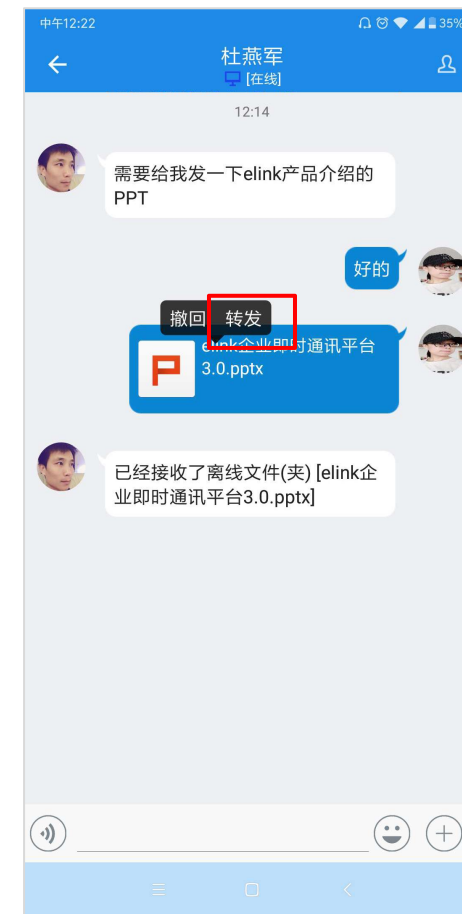 中午12:22
35%
杜燕军
[在线]
12:14
需要给我发一下elink产品介绍的
PPT
好的
撤回
转发
elink企业即时通讯平台
3.0.pptx
已经接收了离线文件(夹) [elink企
业即时通讯平台3.0.pptx]